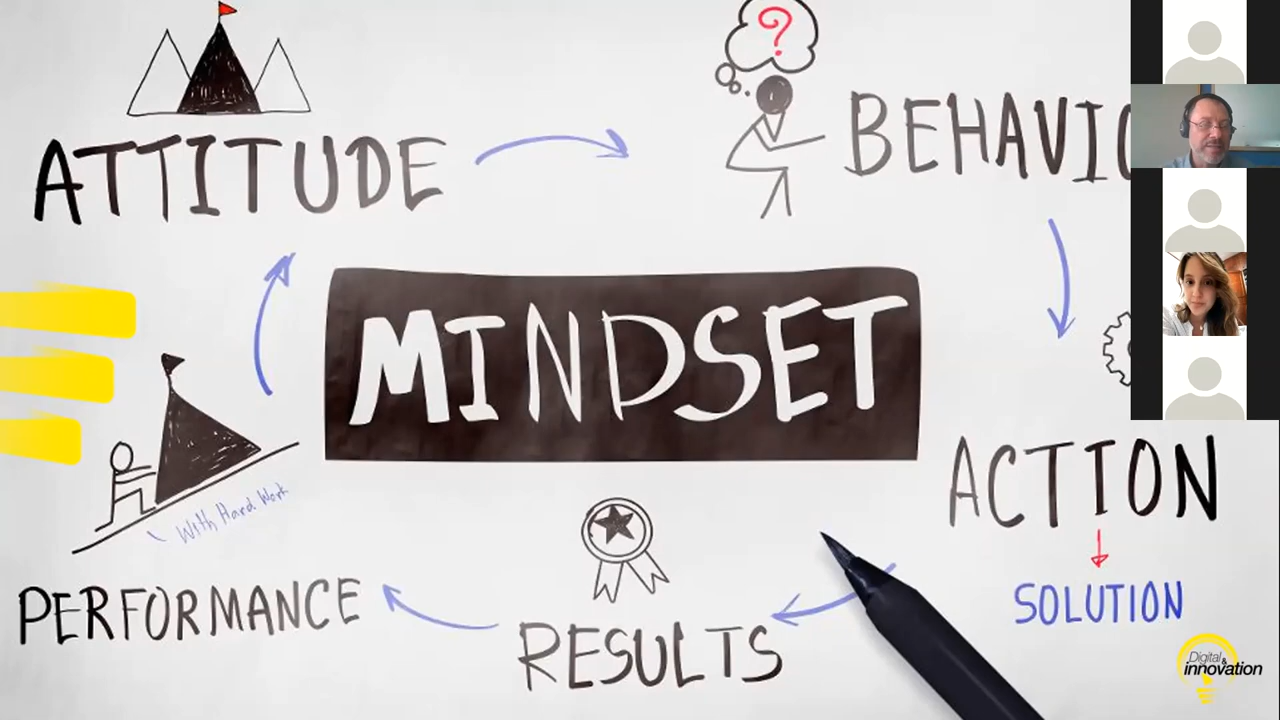 ?
ATTITUDE
BEHAVIO
MINDSET
With Hard Work
ACTION
SOLUTION
PERFORMANCE
RESULTS
Digital &
innovation